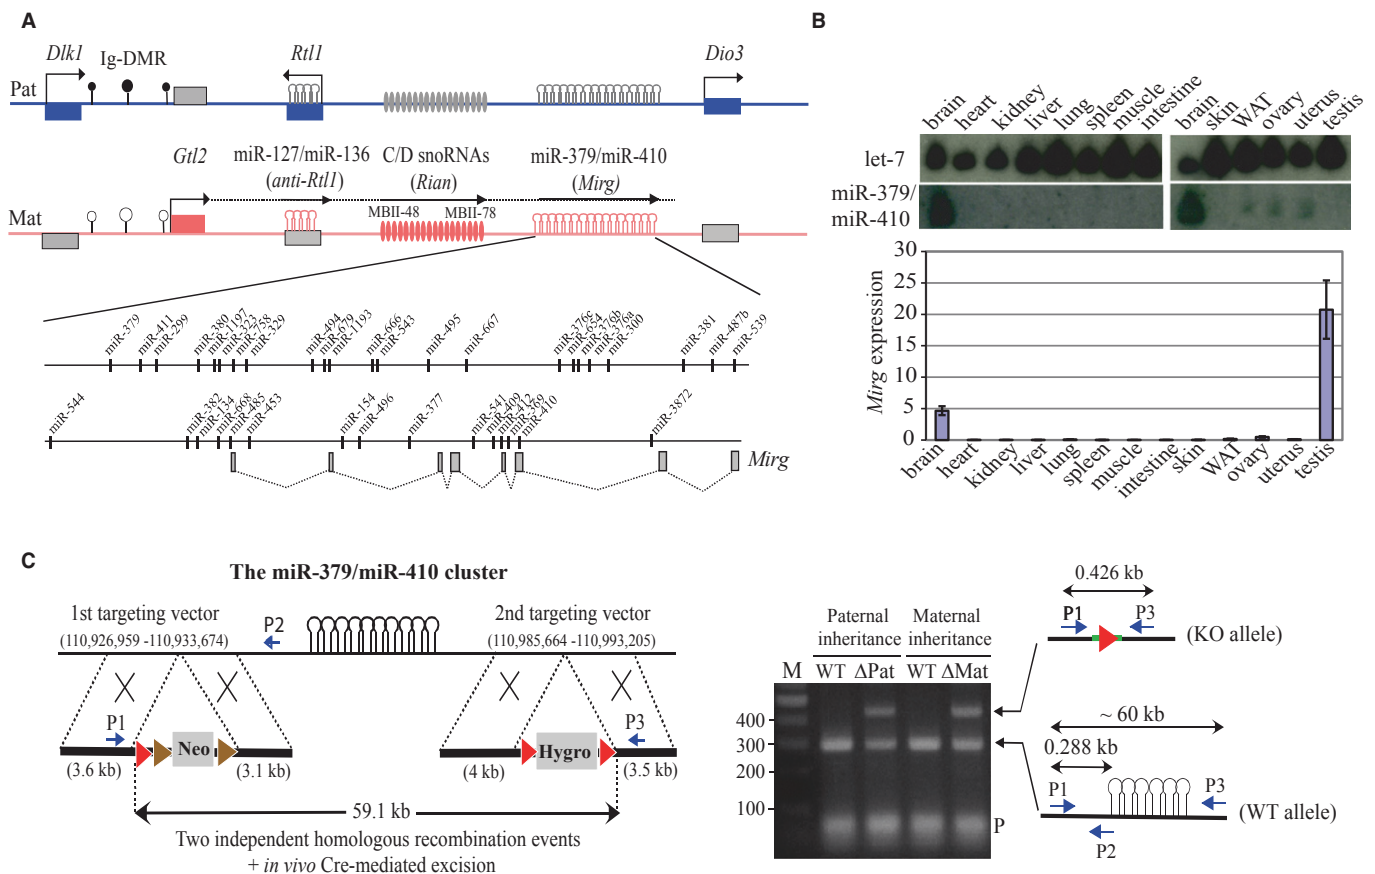 A
Dlk1
Ig-DMR
Rtl1
Dio3
Pat
Gtl2
miR-127/miR-136
(anti-Rtl1)
C/D snoRNAs
(Rian)
miR-379/miR-410
(Mirg)
MBII-48
MBII-78
Mat
miR-379
miR-411
miR-299
miR-380
miR-1197
miR-323
miR-758
miR-329
miR-494
miR-679
miR-1193
miR-666
miR-543
miR-495
miR-667
miR-376c
miR-654
miR-376b
miR-376a
miR-300
miR-381
miR-487b
miR-539
miR-544
miR-382
miR-134
miR-668
miR-485
miR-453
miR-154
miR-496
miR-377
miR-541
miR-409
miR-412
miR-369
miR-410
miR-3872
Mirg
B
brain
heart
kidney
liver
lung
spleen
muscle
intestine
brain
skin
WAT
ovary
uterus
testis
let-7
miR-379/
miR-410
Mirg expression
30
25
20
15
10
5
0
brain
heart
kidney
liver
lung
spleen
muscle
intestine
skin
WAT
ovary
uterus
testis
C
The miR-379/miR-410 cluster
1st targeting vector
(110,926,959 -110,933,674)
P2
2nd targeting vector
(110,985,664 -110,993,205)
P1
Neo
(3.6 kb)
(3.1 kb)
P3
Hygro
(4 kb)
(3.5 kb)
59.1 kb
Two independent homologous recombination events
+ in vivo Cre-mediated excision
Paternal
inheritance
Maternal
inheritance
M
WT
ΔPat
WT
ΔMat
400
300
200
100
P
0.426 kb
P1
P3
(KO allele)
~ 60 kb
0.288 kb
P1
P3
(WT allele)
P2